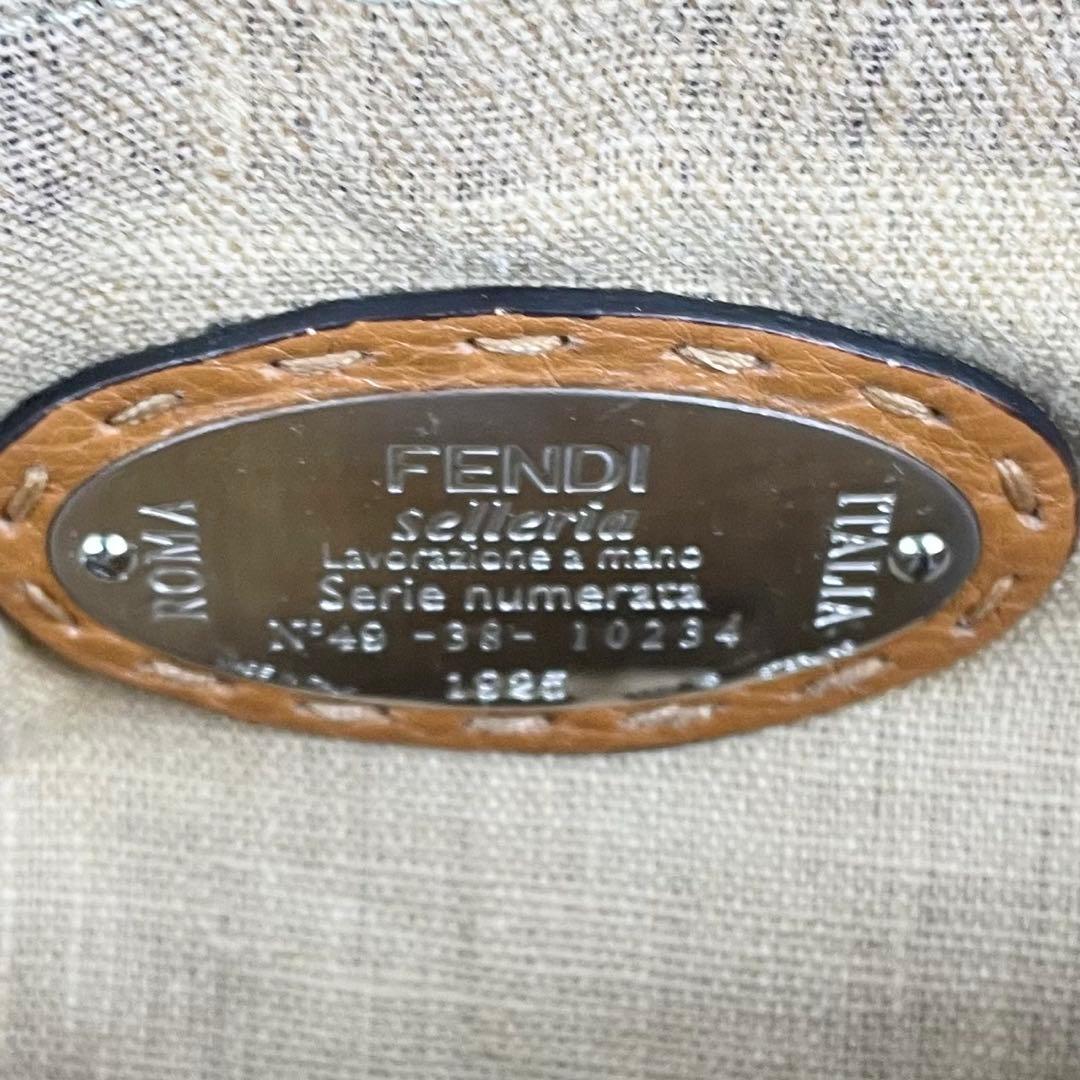 FENDI
selleria
Lavorazione a mano
Serie numerata
N° 49 -38- 10234
1925
ROMA
ITALIA